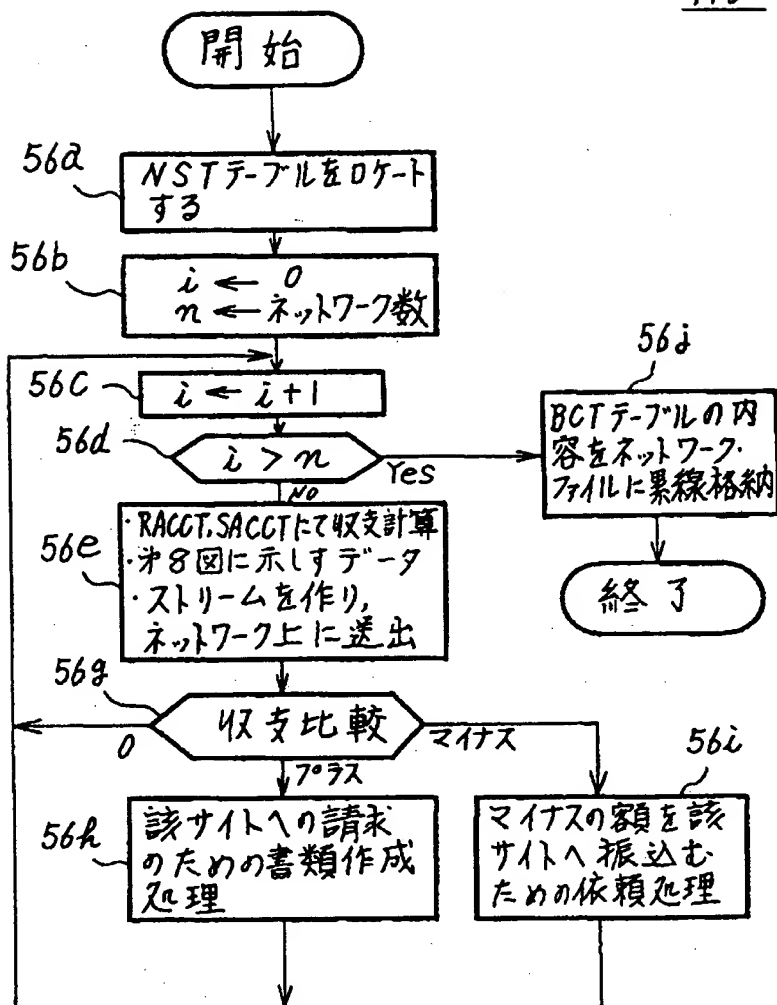 開始
56a
NSTテーブルをロケート
する
56b
i ← 0
n ← ネットワーク数
56c
i ← i+1
56d
i > n
Yes
NO
56j
BCTテーブルの内
容をネットワーク・
ファイルに累線格納
終了
56e
・RACCT,SACCTにて収支計算
・第8図に示しすデータ
・ストリームを作り,
ネットワーク上に送出
56g
収支比較
0
マイナス
プラス
56h
該サイトへの請求
のための書類作成
処理
56i
マイナスの額を該
サイトへ振込む
ための依頼処理